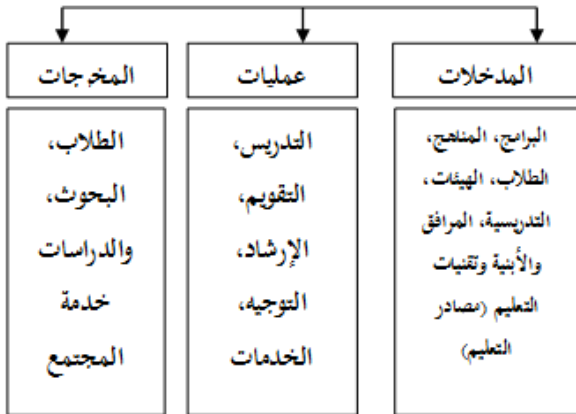 المدخلات
البرامج، المناهج،
الطلاب، الهيئات،
التدريسية، المرافق
والأبنية وتقنيات
التعليم (مصادر
التعليم)
عمليات
التدريس،
التقويم،
الإرشاد،
التوجيه،
الخدمات
المخرجات
الطلاب،
البحوث،
والدراسات
خدمة
المجتمع